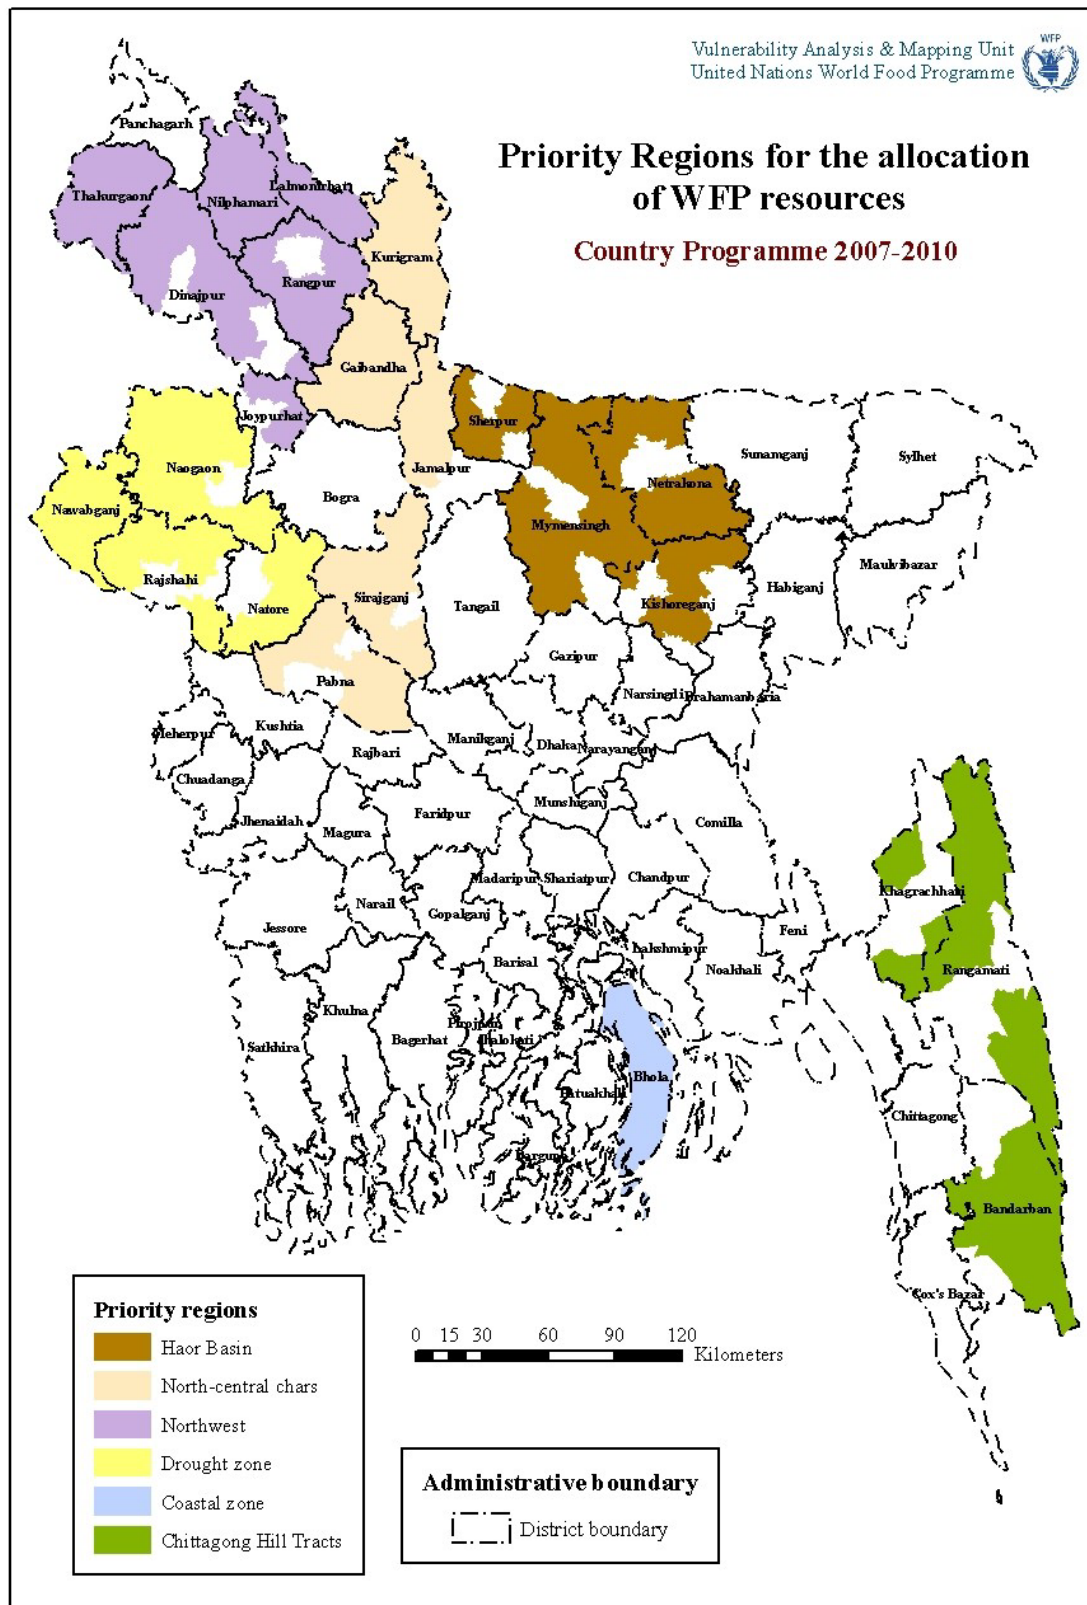 WFP
Vulnerability Analysis & Mapping Unit
United Nations World Food Programme
Priority Regions for the allocation
of WFP resources
Country Programme 2007-2010
Panchagarh
Thakurgaon
Nilphamari
Lalmonirhat
Dinajpur
Rangpur
Kurigram
Gaibandha
Joypurhat
Sherpur
Jamalpur
Naogaon
Bogra
Nawabganj
Mymensingh
Netrakona
Sunamganj
Sylhet
Rajshahi
Natore
Sirajganj
Tangail
Kishoreganj
Habiganj
Maulvibazar
Pabna
Gazipur
Narsingdi
Brahamanbaria
Meherpur
Kushtia
Rajbari
Manikganj
Dhaka
Narayanganj
Chuadanga
Jhenaidah
Magura
Faridpur
Munshiganj
Comilla
Madaripur
Shariatpur
Chandpur
Khagrachhari
Jessore
Narail
Gopalganj
Barisal
Lakshmipur
Noakhali
Feni
Rangamati
Satkhira
Khulna
Bagerhat
Pirojpur
Jhalokati
Patuakhali
Bhola
Barguna
Chittagong
Bandarban
Cox's Bazar
Priority regions
Haor Basin
North-central chars
Northwest
Drought zone
Coastal zone
Chittagong Hill Tracts
0 15 30 60 90 120
Kilometers
Administrative boundary
District boundary